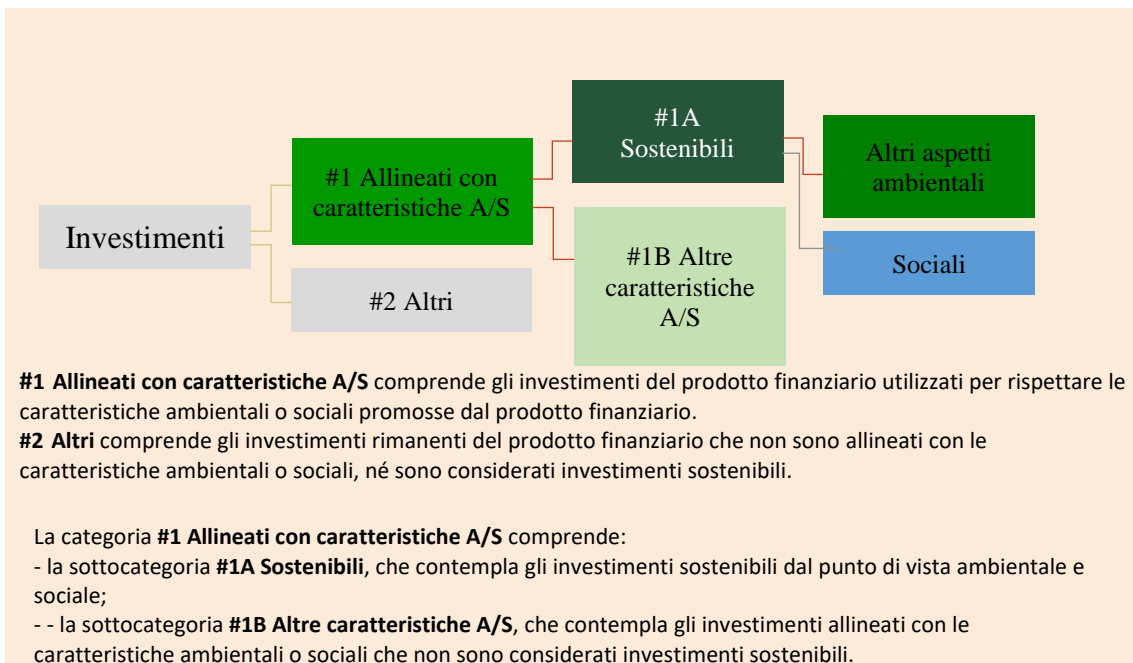 #1A
Sostenibili
Altri aspetti
ambientali
#1 Allineati con
caratteristiche A/S
Investimenti
#1B Altre
caratteristiche
A/S
Sociali
#2 Altri
#1 Allineati con caratteristiche A/S comprende gli investimenti del prodotto finanziario utilizzati per rispettare le
caratteristiche ambientali o sociali promosse dal prodotto finanziario.
#2 Altri comprende gli investimenti rimanenti del prodotto finanziario che non sono allineati con le
caratteristiche ambientali o sociali, né sono considerati investimenti sostenibili.
La categoria #1 Allineati con caratteristiche A/S comprende:
- la sottocategoria #1A Sostenibili, che contempla gli investimenti sostenibili dal punto di vista ambientale e
sociale;
- - la sottocategoria #1B Altre caratteristiche A/S, che contempla gli investimenti allineati con le
caratteristiche ambientali o sociali che non sono considerati investimenti sostenibili.